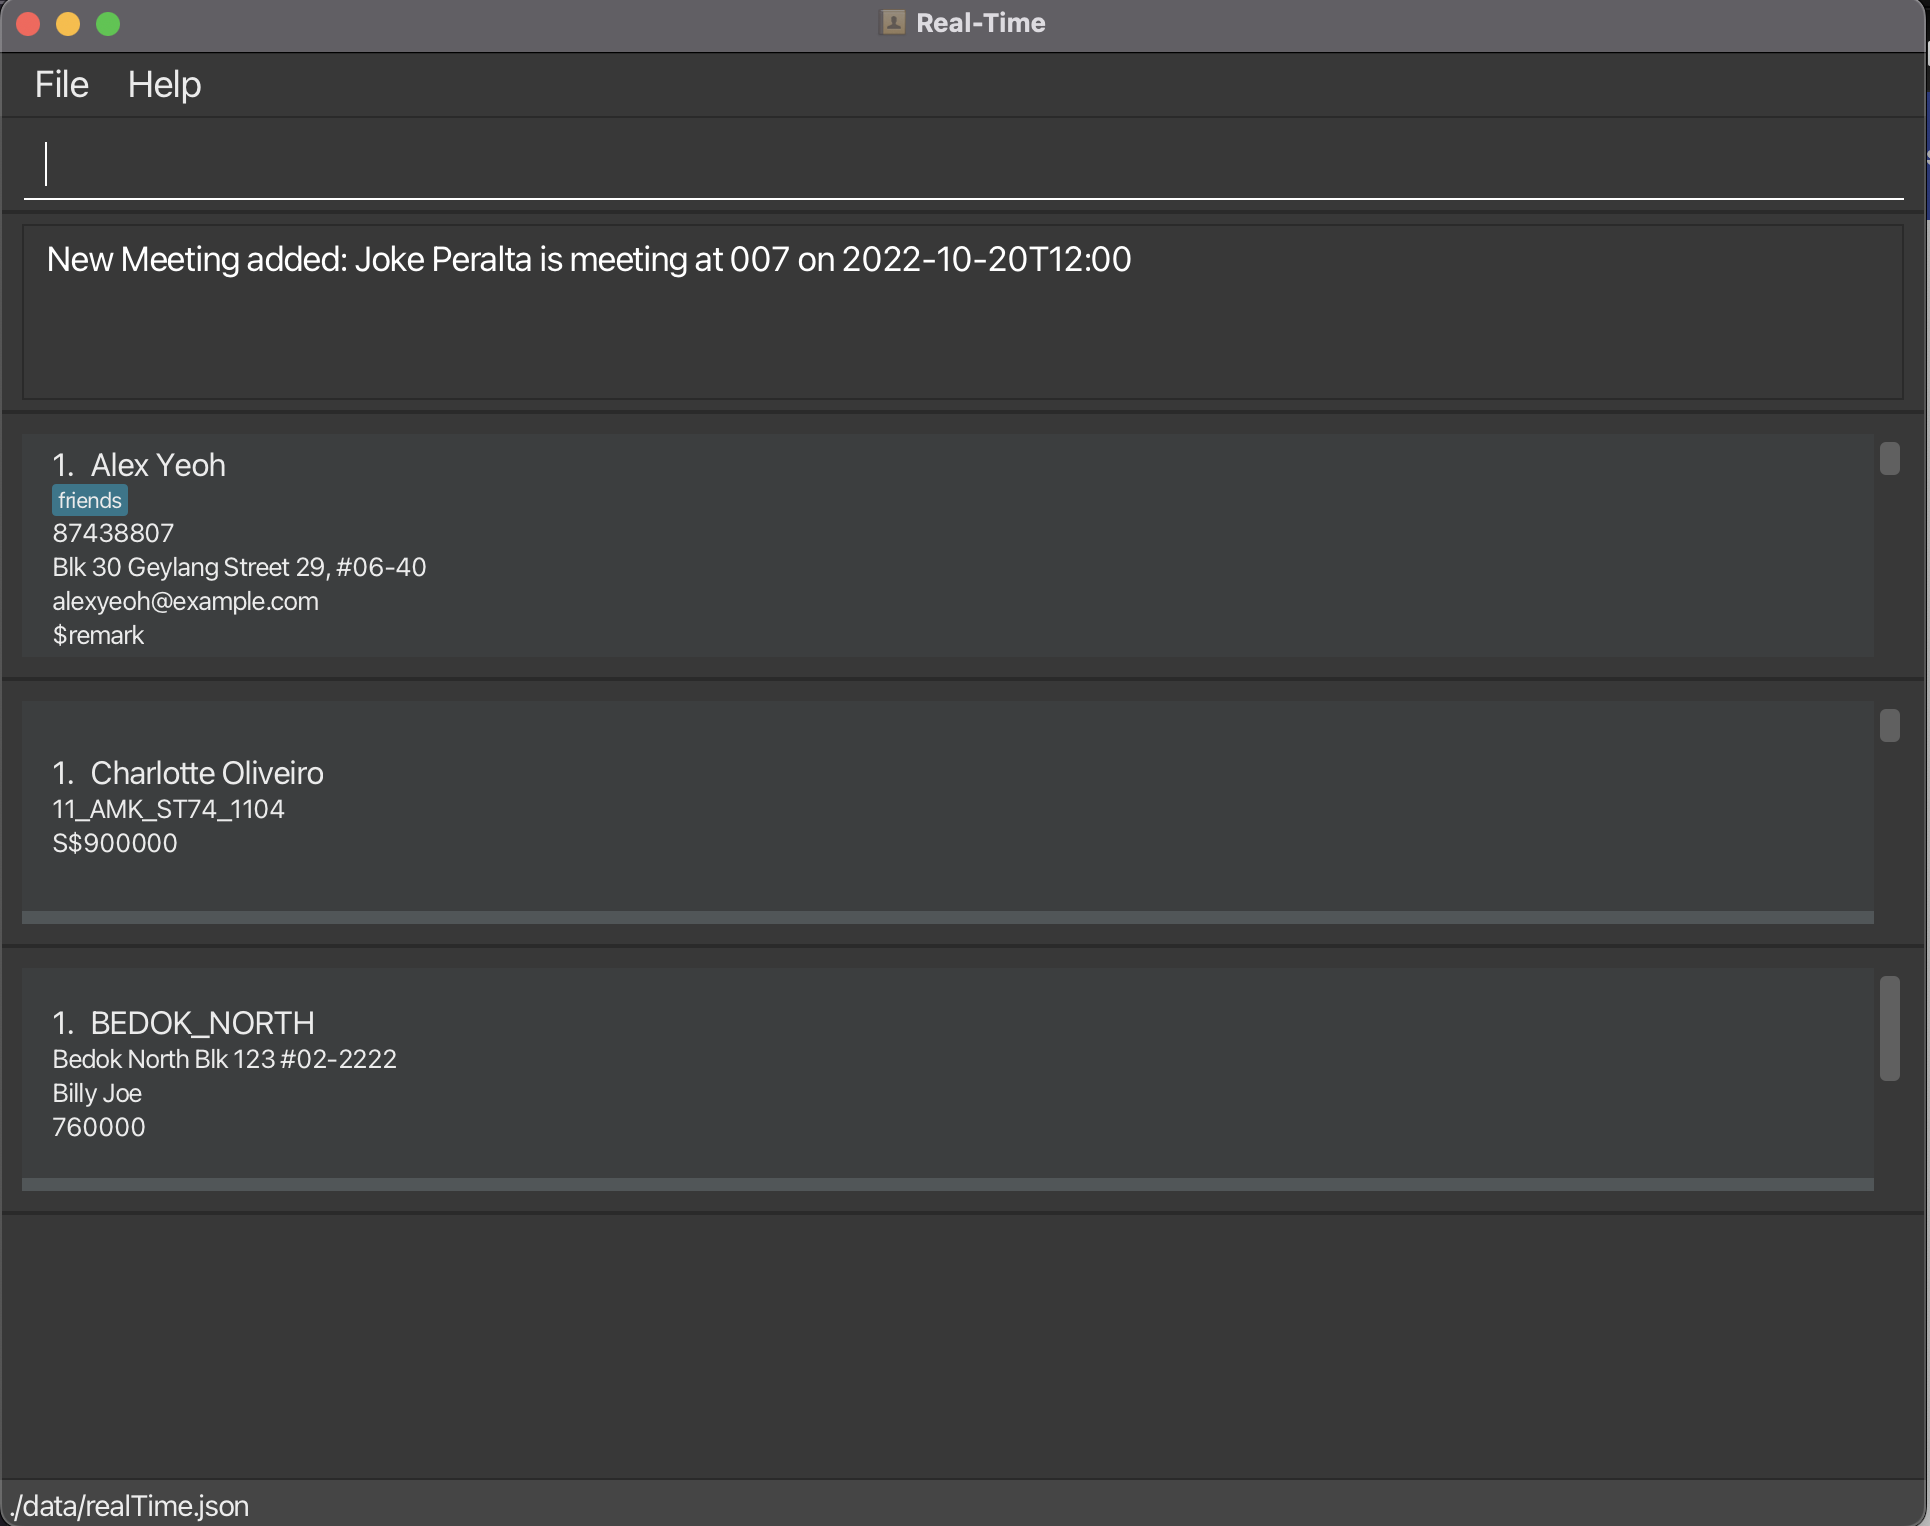 Real-Time
File Help
New Meeting added: Joke Peralta is meeting at 007 on 2022-10-20T12:00
1. Alex Yeoh
friends
87438807
Blk 30 Geylang Street 29, #06-40
alexyeoh@example.com
$remark
1. Charlotte Oliveiro
11_AMK_ST74_1104
S$900000
1. BEDOK_NORTH
Bedok North Blk 123 #02-2222
Billy Joe
760000
./data/realTime.json